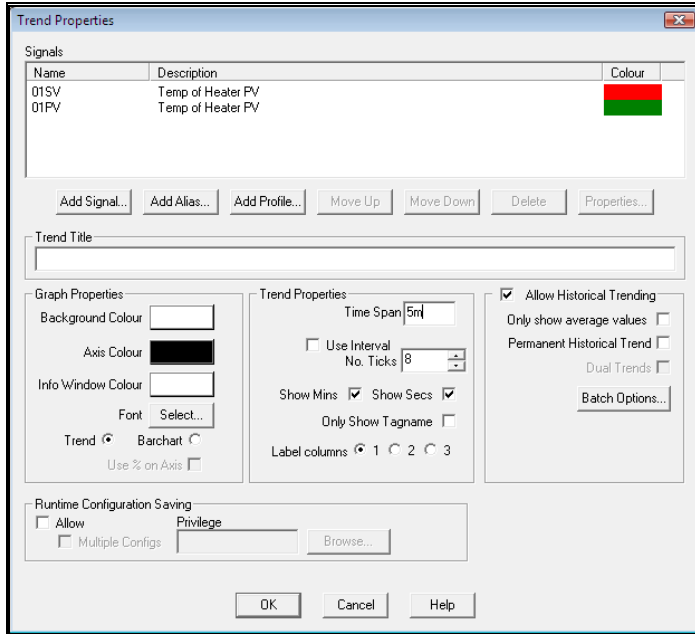 Trend Properties
Signals
Name Description Colour
01SV Temp of Heater PV
01PV Temp of Heater PV
Add Signal... Add Alias... Add Profile... Move Up Move Down Delete Properties...
Trend Title
Graph Properties
Background Colour
Axis Colour
Info Window Colour
Font Select...
Trend Barchart
Use % on Axis
Trend Properties
Time Span 5m
Use Interval
No. Ticks 8
Show Mins Show Secs
Only Show Tagname
Label columns 1 2 3
Allow Historical Trending
Only show average values
Permanent Historical Trend
Dual Trends
Batch Options...
Runtime Configuration Saving
Allow Privilege
Multiple Configs Browse...
OK Cancel Help